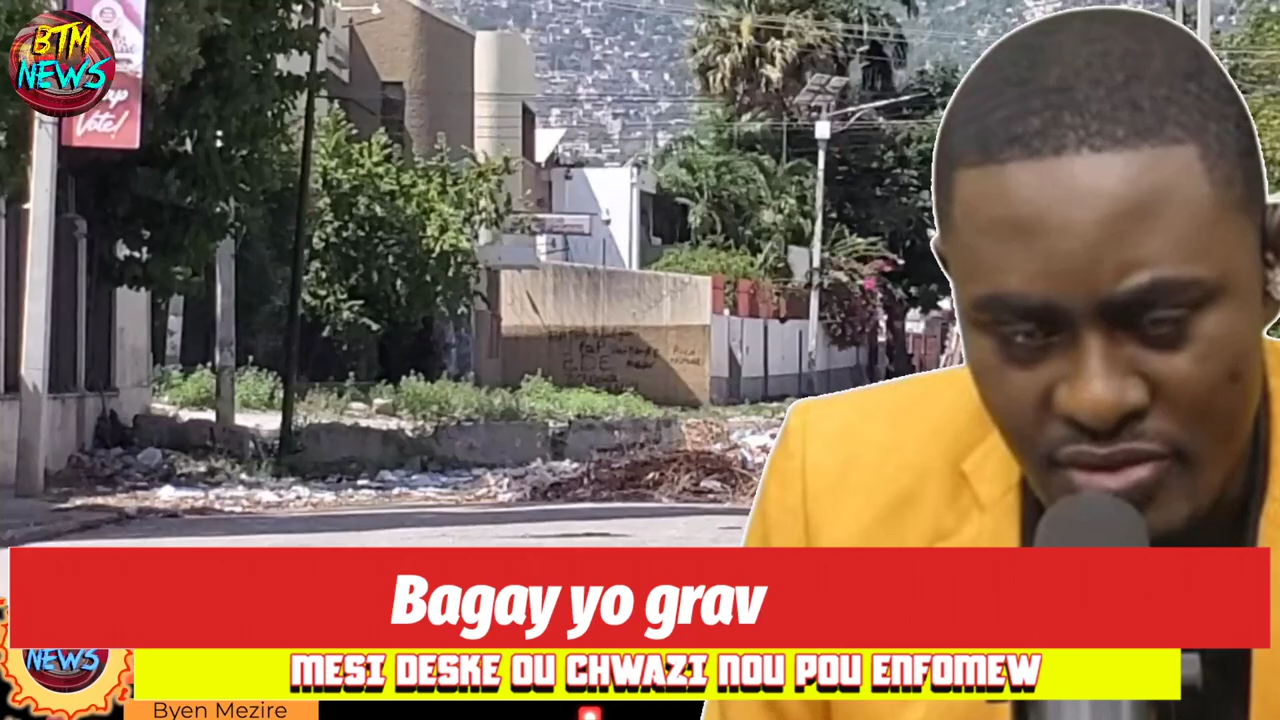 BTM
NEWS
Vote!
Bagay yo grav
NEWS
MESI DESKE OU CHWAZI NOU POU ENFOMEW
Byen Mezire